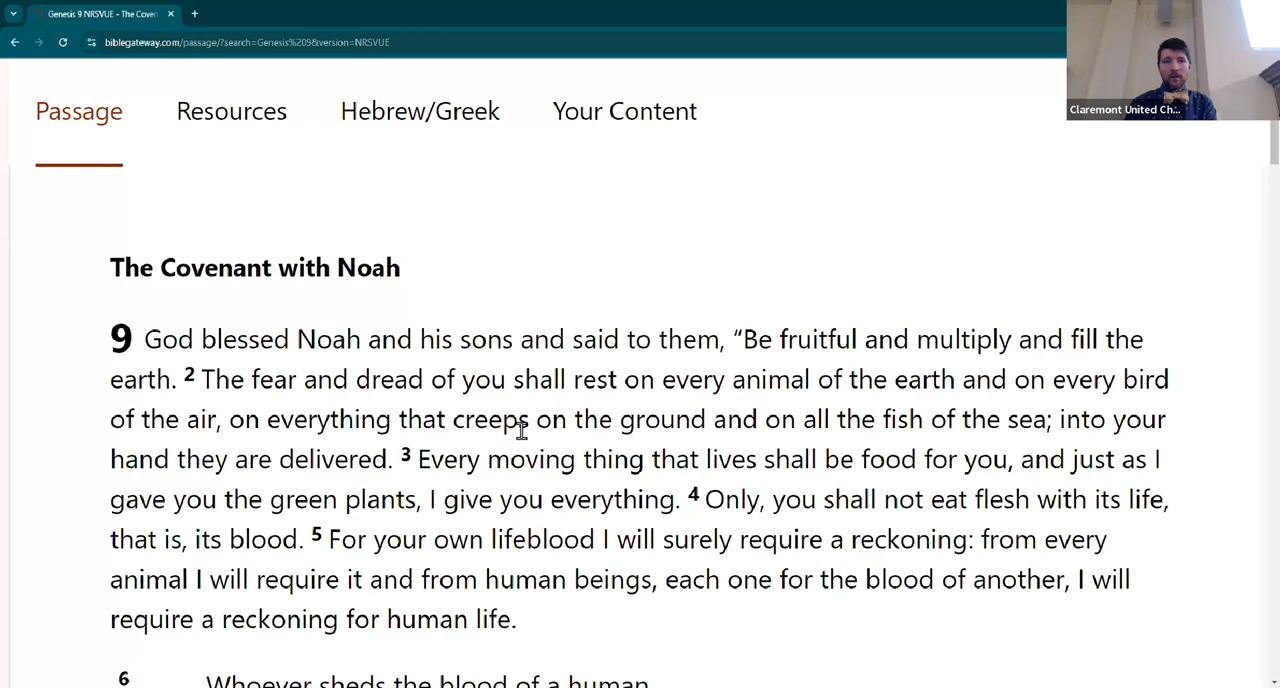 Genesis 9 NRSVUE - The Coven
biblegateway.com/passage/?search=Genesis%209&version=NRSVUE
Claremont United Ch...
Passage Resources Hebrew/Greek Your Content
The Covenant with Noah
9 God blessed Noah and his sons and said to them, “Be fruitful and multiply and fill the
earth. 2 The fear and dread of you shall rest on every animal of the earth and on every bird
of the air, on everything that creeps on the ground and on all the fish of the sea; into your
hand they are delivered. 3 Every moving thing that lives shall be food for you, and just as I
gave you the green plants, I give you everything. 4 Only, you shall not eat flesh with its life,
that is, its blood. 5 For your own lifeblood I will surely require a reckoning: from every
animal I will require it and from human beings, each one for the blood of another, I will
require a reckoning for human life.
6 Whoever sheds the blood of a human